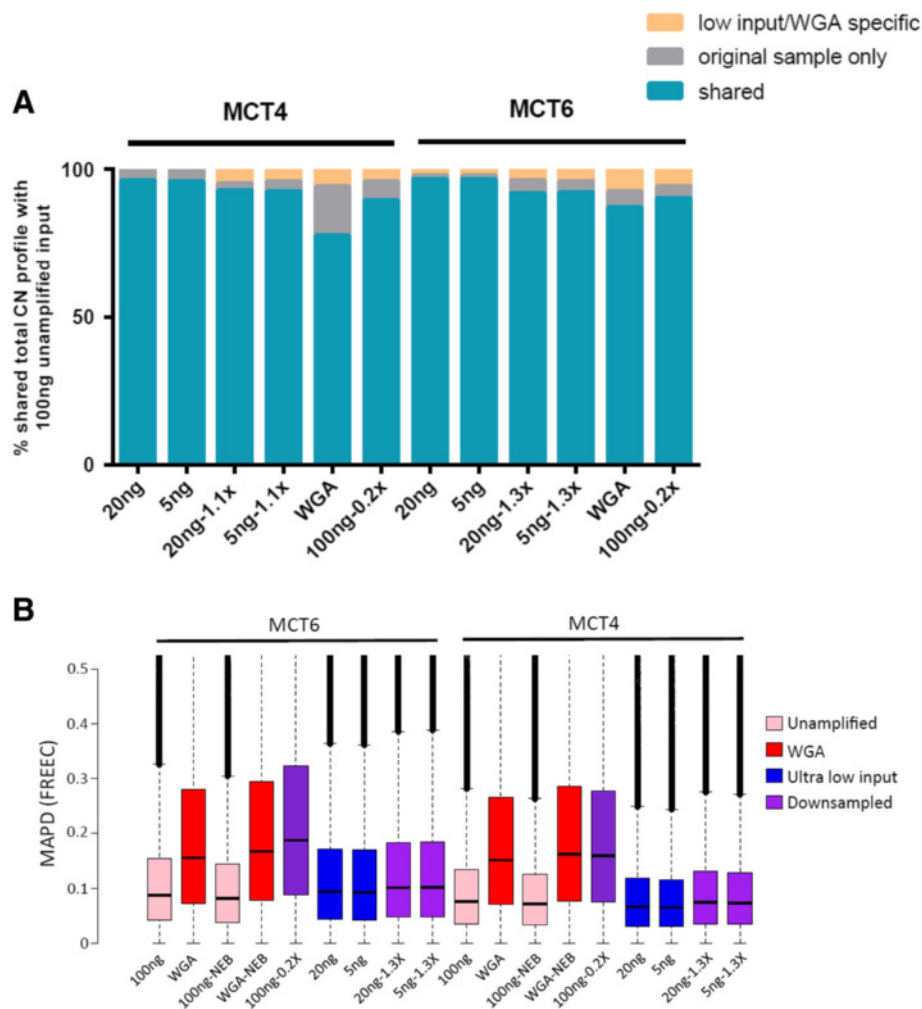 low input/WGA specific
original sample only
shared
A
MCT4 MCT6
% shared total CN profile with
100ng unamplified input
100
50
0
20ng 5ng 20ng-1.1x 5ng-1.1x WGA 100ng-0.2x 20ng 5ng 20ng-1.3x 5ng-1.3x WGA 100ng-0.2x
B
MCT6 MCT4
MAPD (FREEC)
0.5
0.4
0.3
0.2
0.1
0
Unamplified
WGA
Ultra low input
Downsampled
100ng WGA 100ng-NEB WGA-NEB 100ng-0.2X 20ng 5ng 20ng-1.3X 5ng-1.3X 100ng WGA 100ng-NEB WGA-NEB 100ng-0.2X 20ng 5ng 20ng-1.3X 5ng-1.3X